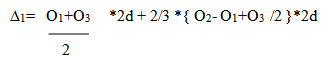 Δ1= O1+O3 *2d + 2/3 *{ O2- O1+O3 /2 }*2d
2